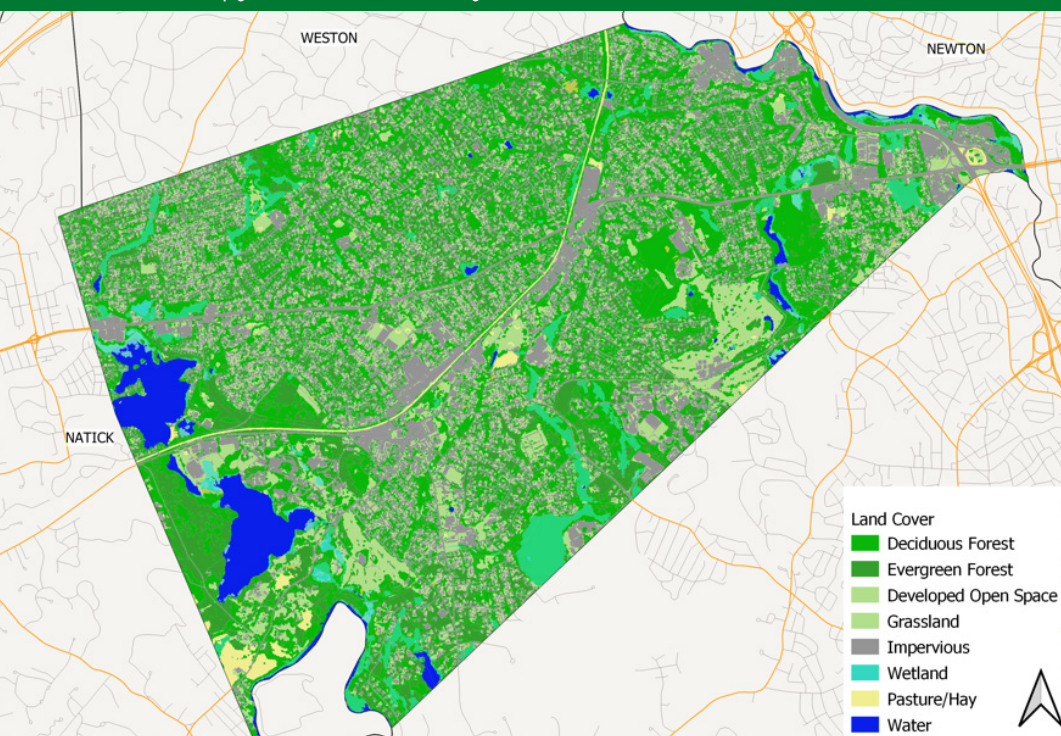 WESTON
NEWTON
NATICK
Land Cover
Deciduous Forest
Evergreen Forest
Developed Open Space
Grassland
Impervious
Wetland
Pasture/Hay
Water